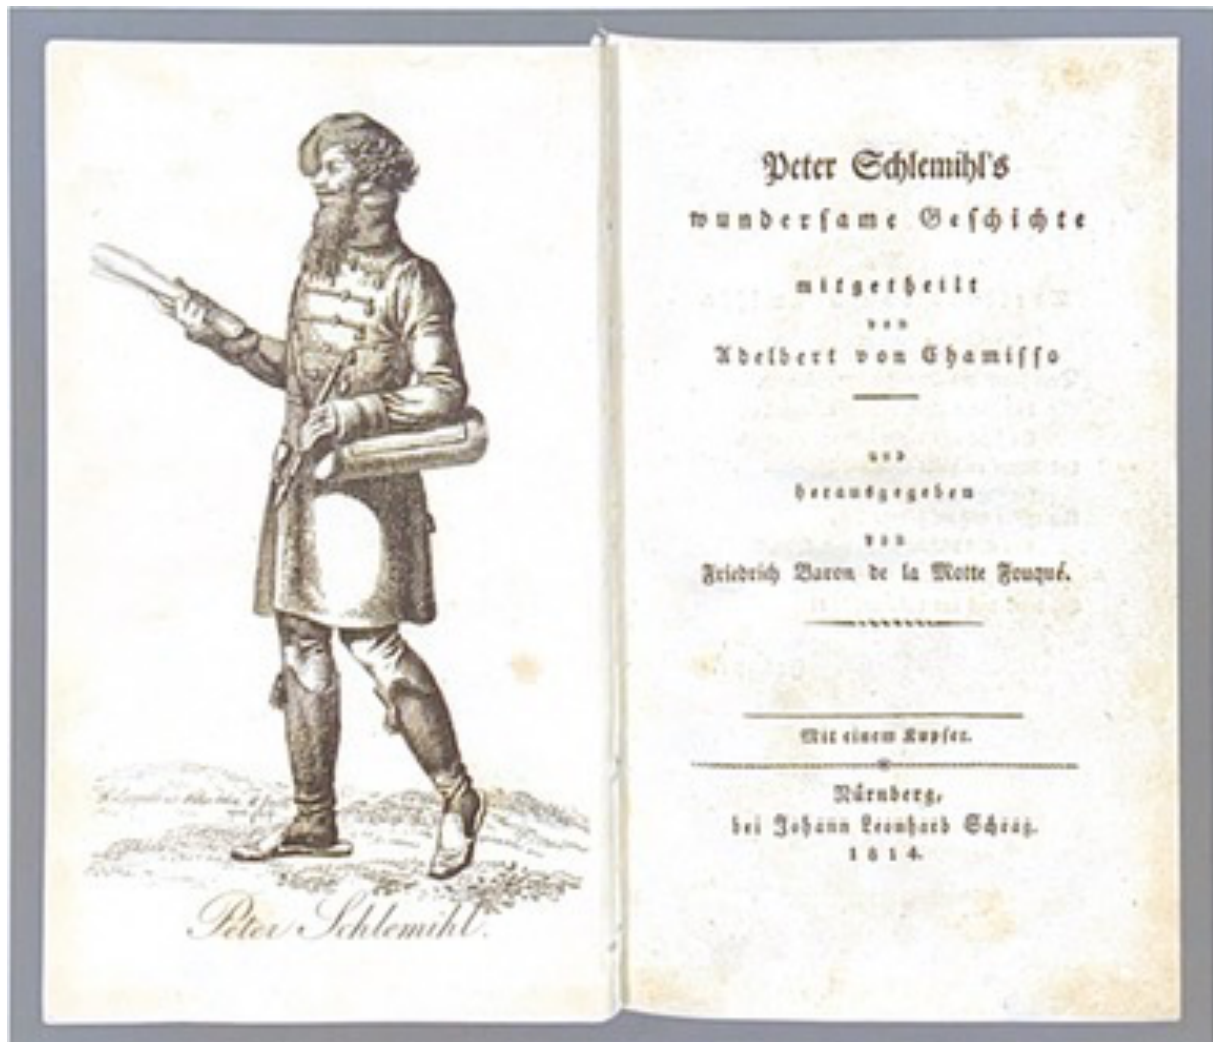 Peter Schlemihl.
Peter Schlemihl's
wundersame Geschichte
mitgetheilt
von
Adelbert von Chamisso
und
herausgegeben
von
Friedrich Baron de la Motte Fouqué.
Mit einem Kupfer.
Nürnberg,
bei Johann Leonhard Schrag.
1814.